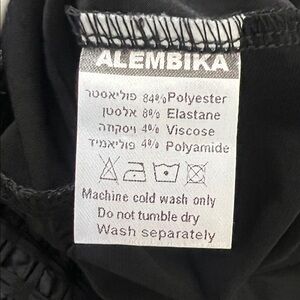 ALEMBIKA
פוליאסטר 84% Polyester
אלסטן 8% Elastane
ויסקוזה 4% Viscose
פוליאמיד 4% Polyamide
Machine cold wash only
Do not tumble dry
Wash separately